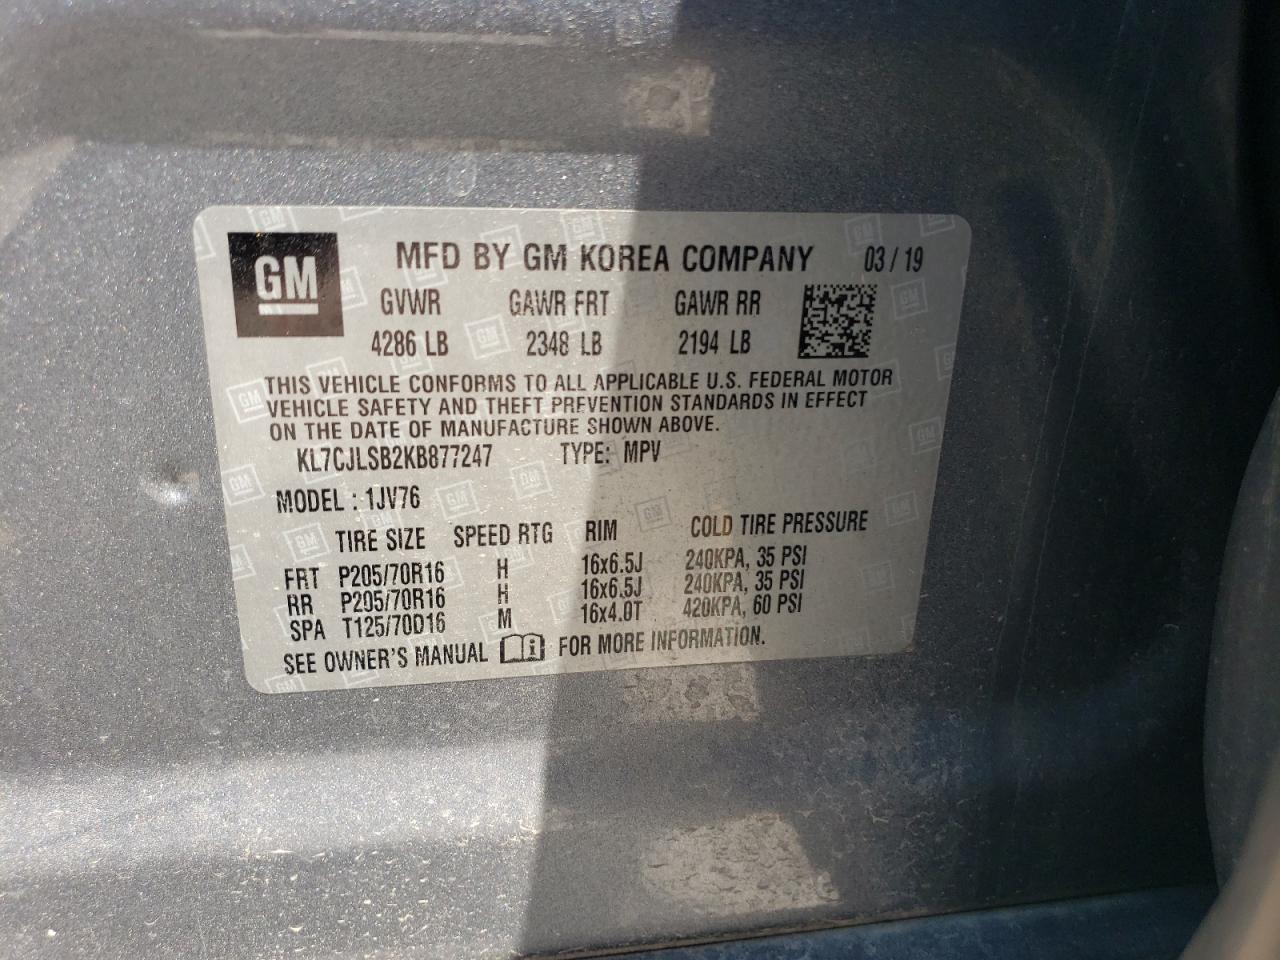 GM
MFD BY GM KOREA COMPANY 03 / 19
GVWR GAWR FRT GAWR RR
4286 LB 2348 LB 2194 LB
THIS VEHICLE CONFORMS TO ALL APPLICABLE U.S. FEDERAL MOTOR
VEHICLE SAFETY AND THEFT PREVENTION STANDARDS IN EFFECT
ON THE DATE OF MANUFACTURE SHOWN ABOVE.
KL7CJLSB2KB877247 TYPE: MPV
MODEL : 1JV76
TIRE SIZE SPEED RTG RIM COLD TIRE PRESSURE
FRT P205/70R16 H 16x6.5J 240KPA, 35 PSI
RR P205/70R16 H 16x6.5J 240KPA, 35 PSI
SPA T125/70D16 M 16x4.0T 420KPA, 60 PSI
SEE OWNER'S MANUAL FOR MORE INFORMATION.